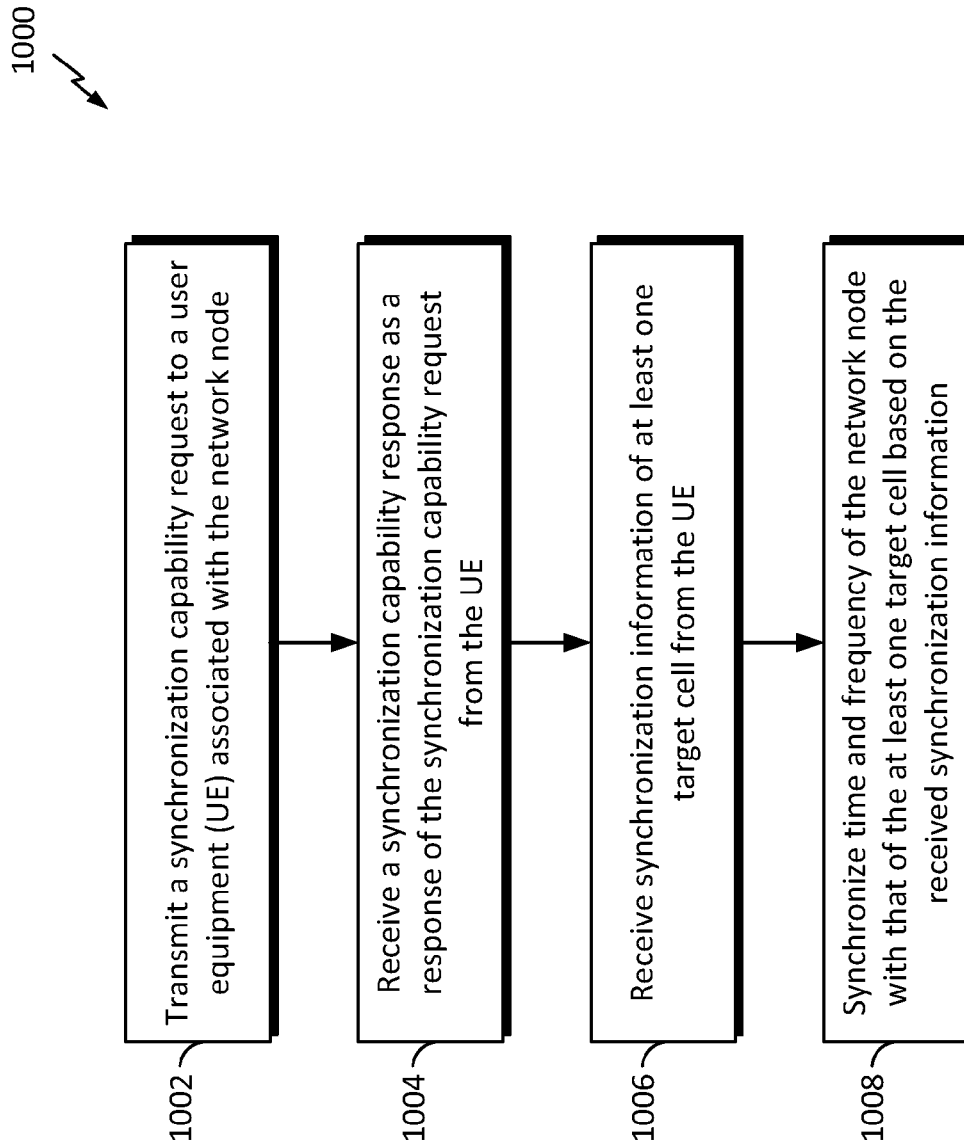 1000
1002
Transmit a synchronization capability request to a user
equipment (UE) associated with the network node
1004
Receive a synchronization capability response as a
response of the synchronization capability request
from the UE
1006
Receive synchronization information of at least one
target cell from the UE
1008
Synchronize time and frequency of the network node
with that of the at least one target cell based on the
received synchronization information